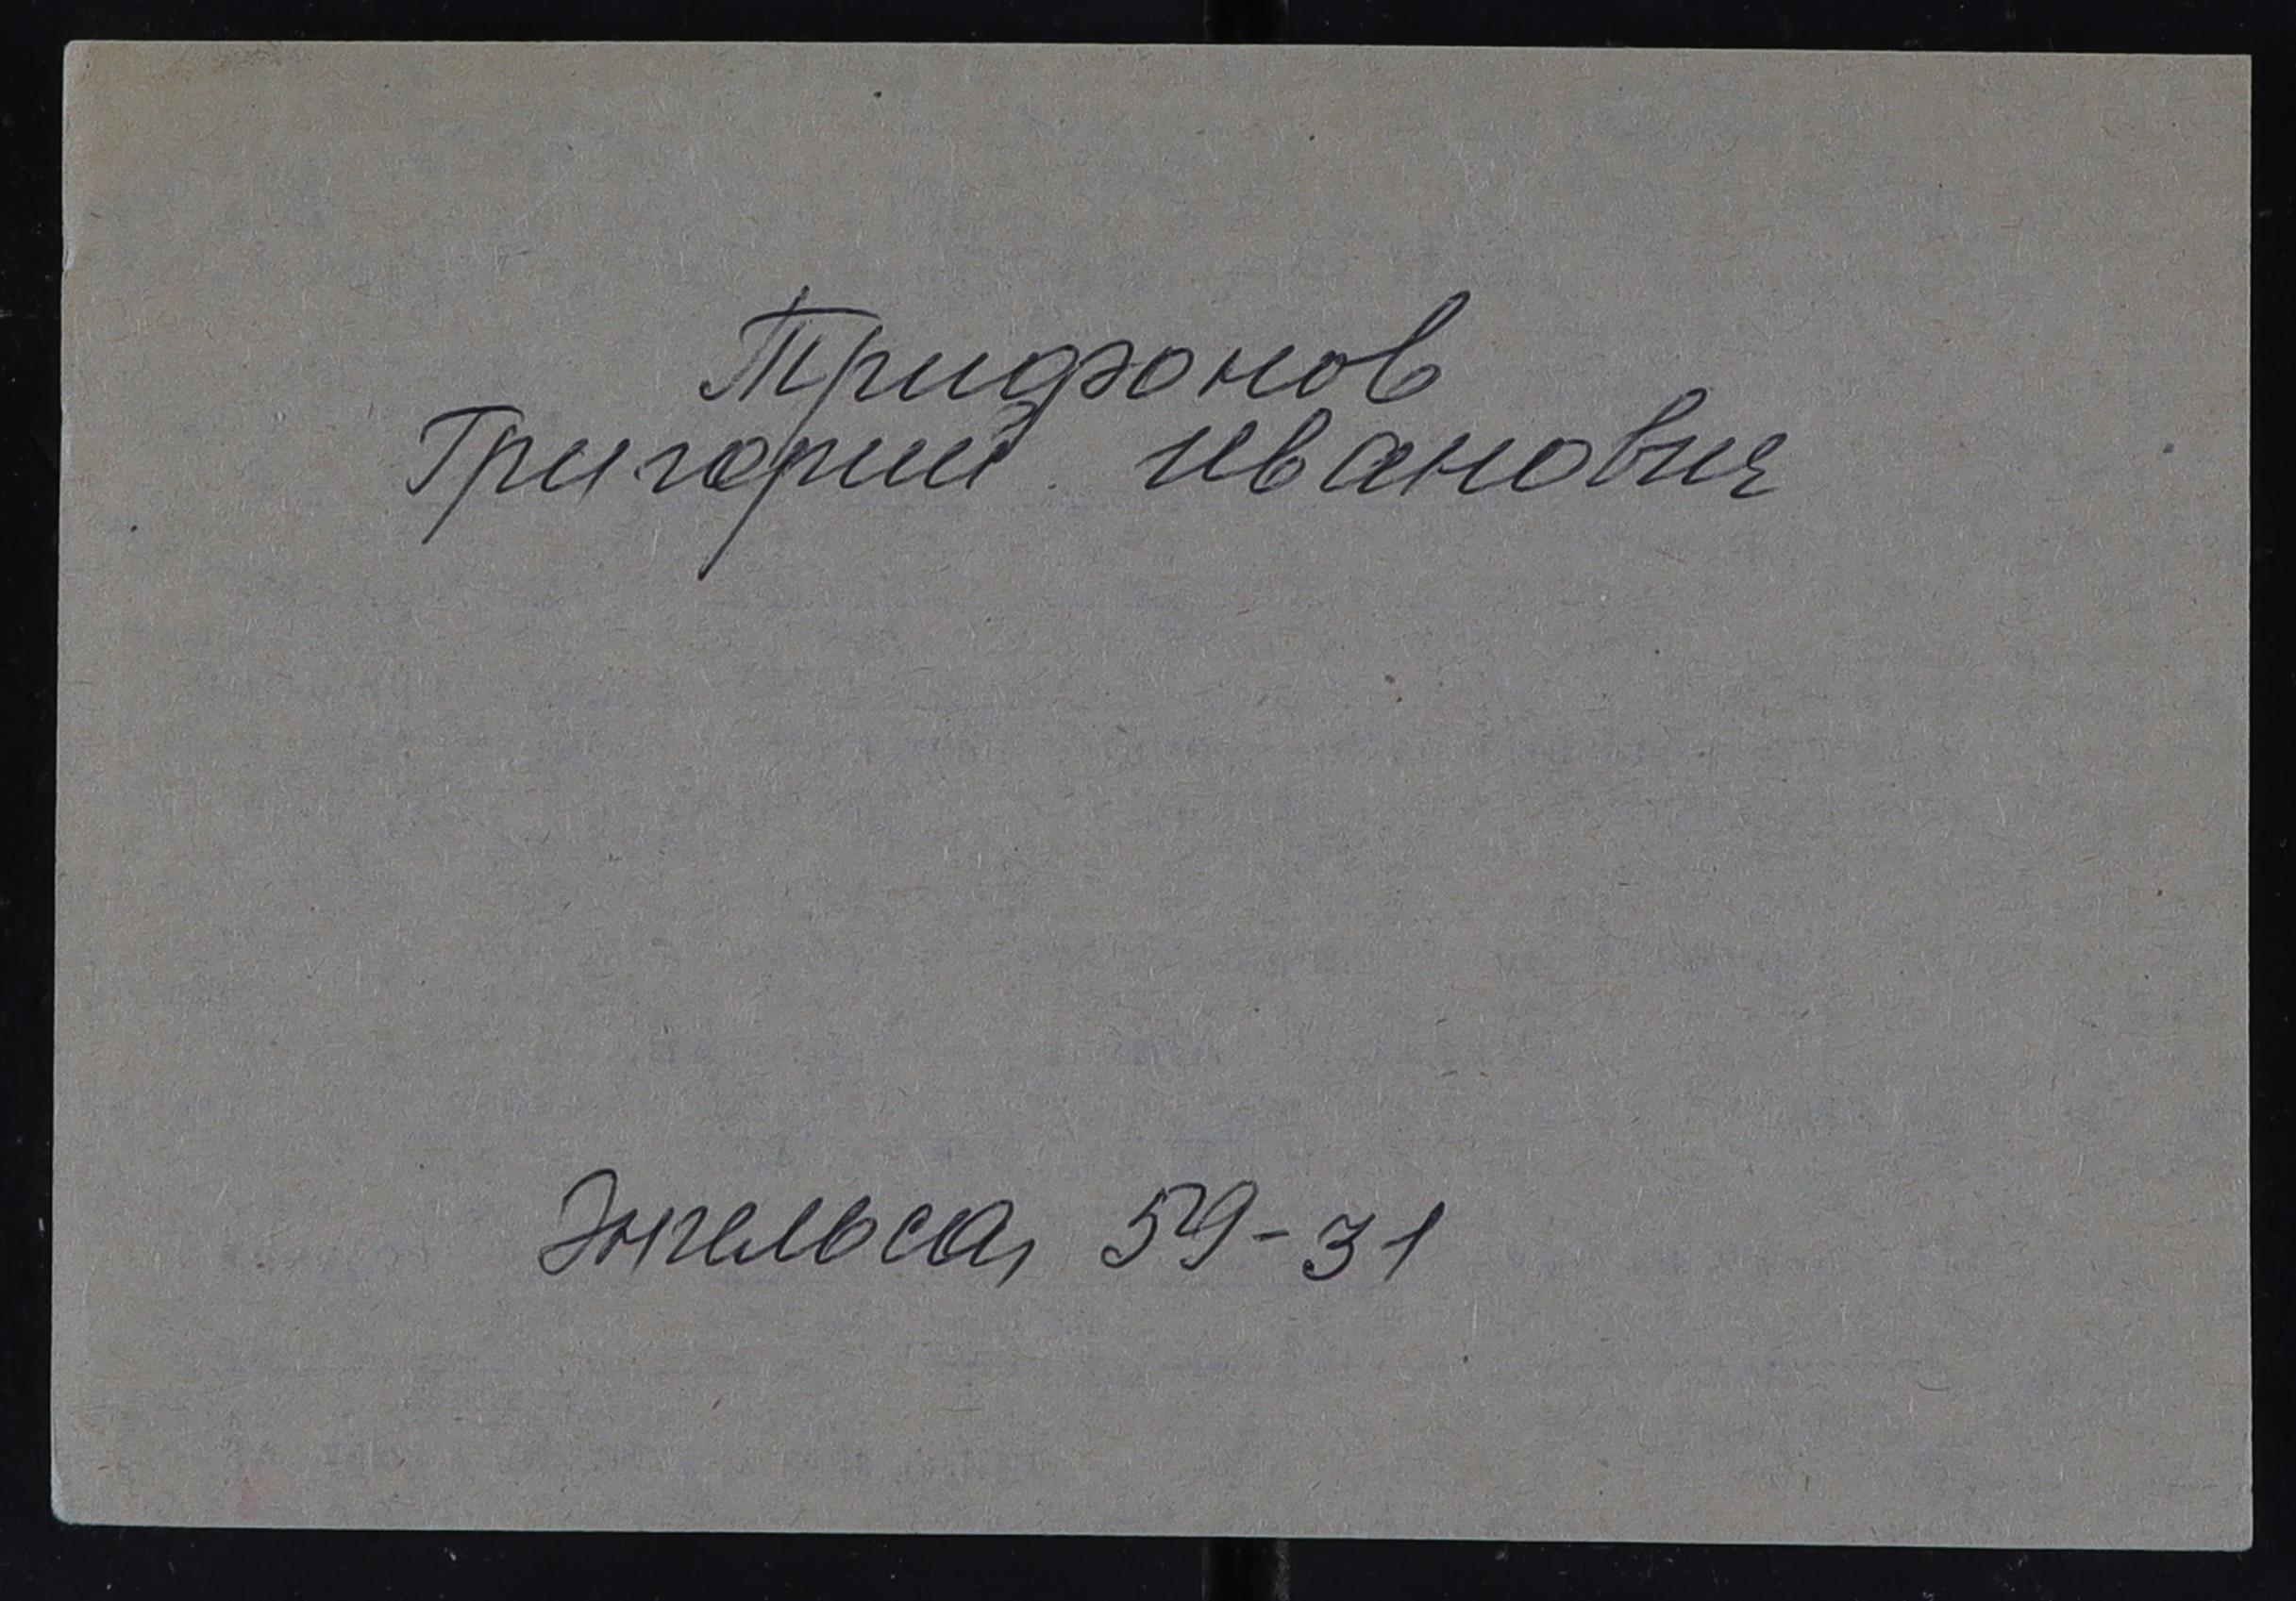 Трифонов
Григорий Иванович
Энгельса, 59-31